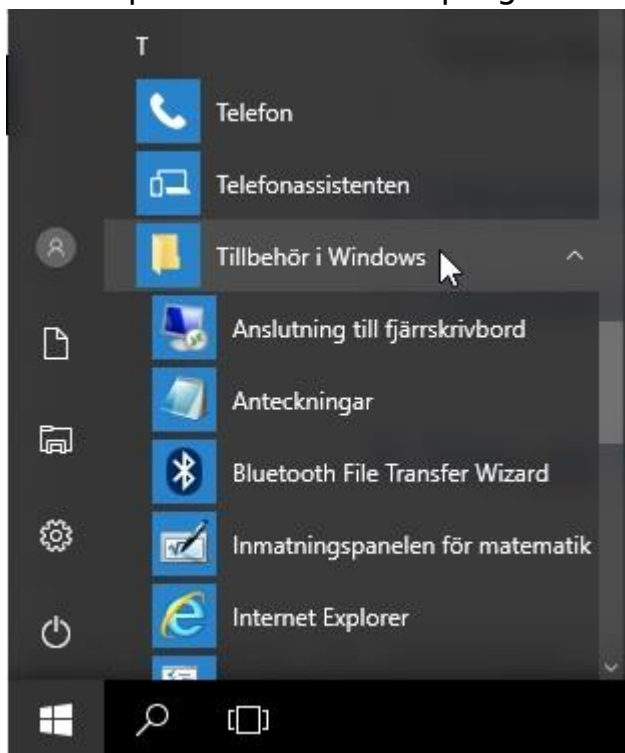 T
Telefon
Telefonassistenten
Tillbehör i Windows
Anslutning till fjärrskrivbord
Anteckningar
Bluetooth File Transfer Wizard
Inmatningspanelen för matematik
Internet Explorer